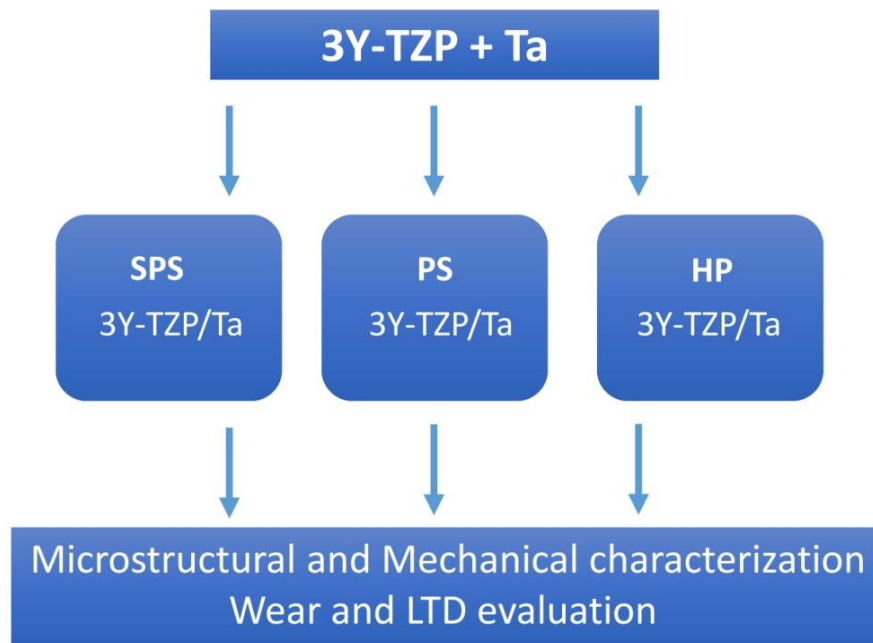 3Y-TZP + Ta
SPS
3Y-TZP/Ta
PS
3Y-TZP/Ta
HP
3Y-TZP/Ta
Microstructural and Mechanical characterization
Wear and LTD evaluation